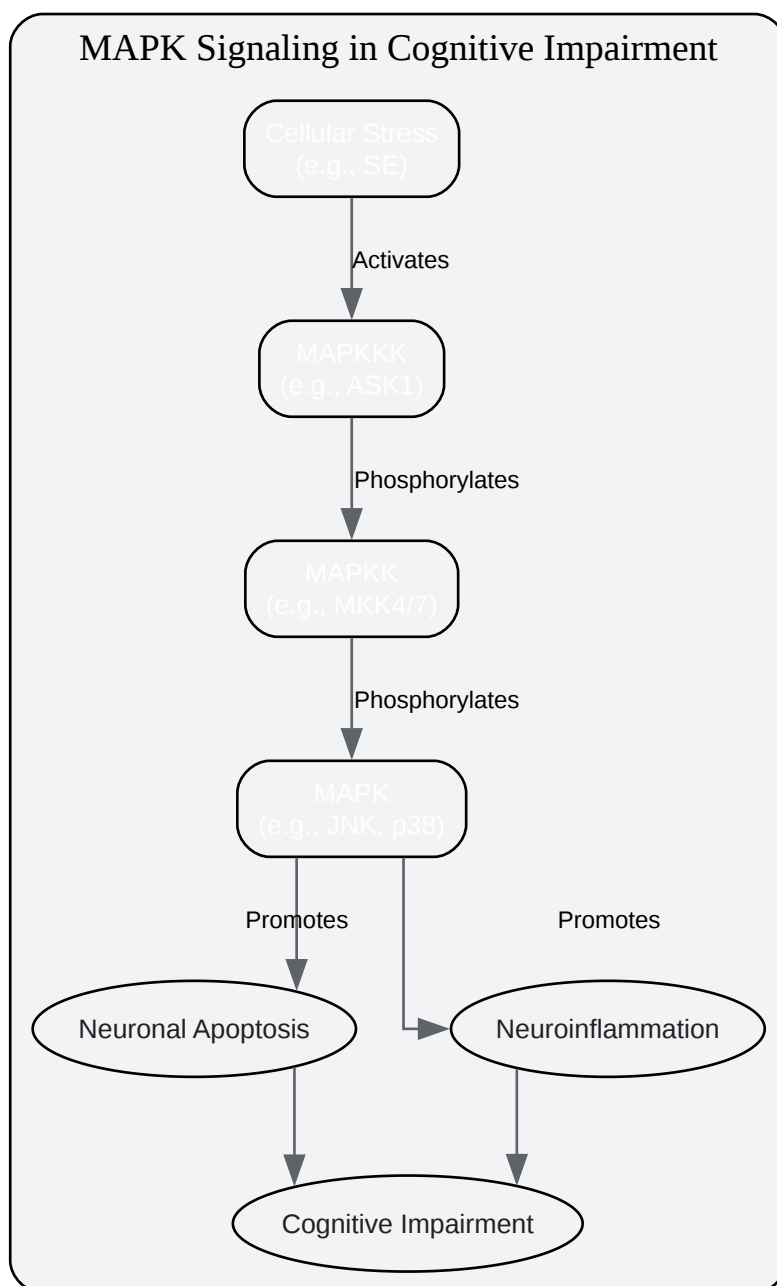 MAPK Signaling in Cognitive Impairment
Cellular Stress
(e.g., SE)
Activates
MAPKKK
(e.g., ASK1)
Phosphorylates
MAPKK
(e.g., MKK4/7)
Phosphorylates
MAPK
(e.g., JNK, p38)
Promotes
Promotes
Neuronal Apoptosis
Neuroinflammation
Cognitive Impairment